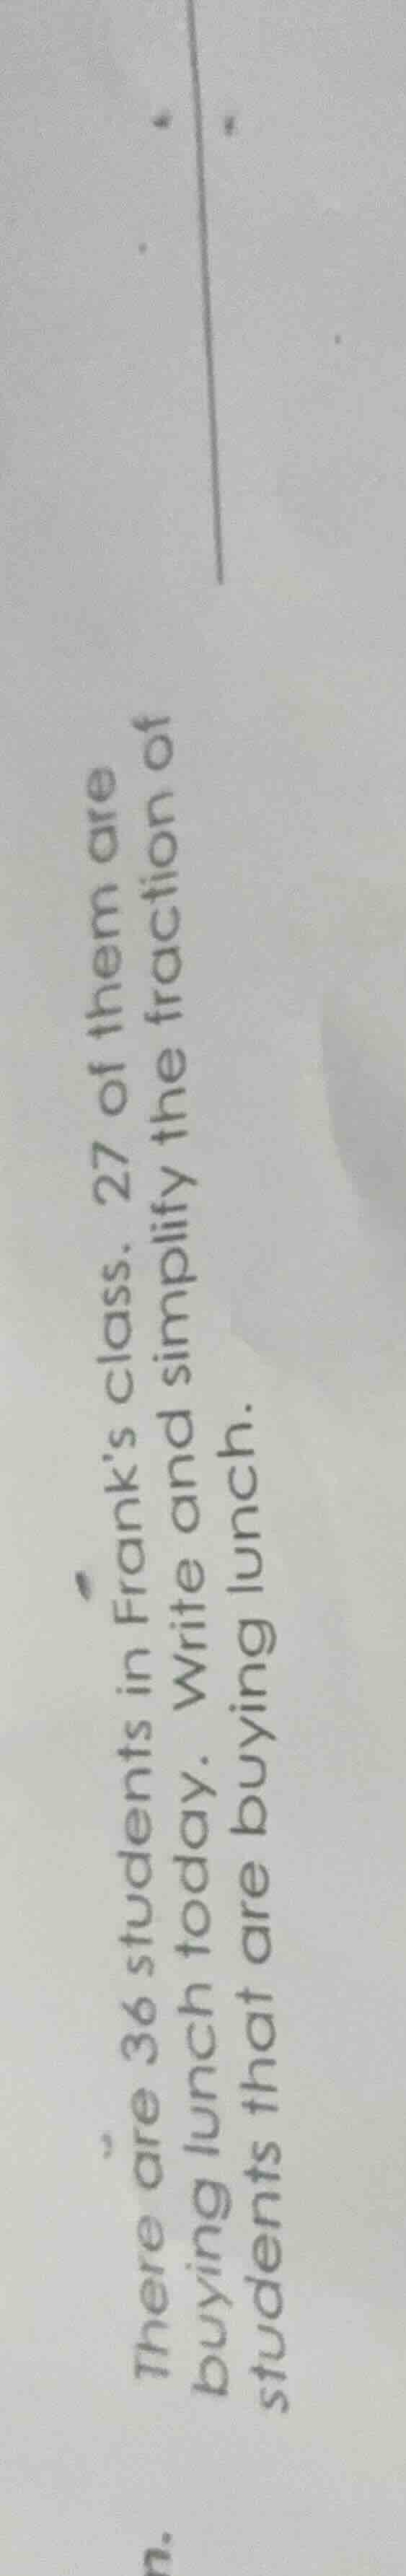 n. There are 36 students in Frank's class. 27 of them are
buying lunch today. Write and simplify the fraction of
students that are buying lunch.